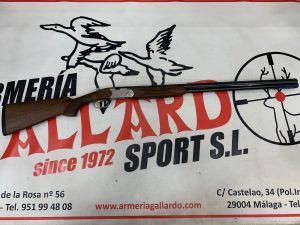 ARMERÍA
GALLARDO
since 1972 SPORT S.L.
de la Rosa nº 56
- Tel. 951 99 48 08
www.armeriagallardo.com
C/ Castelao, 34 (Pol.In
29004 Málaga - Tel.